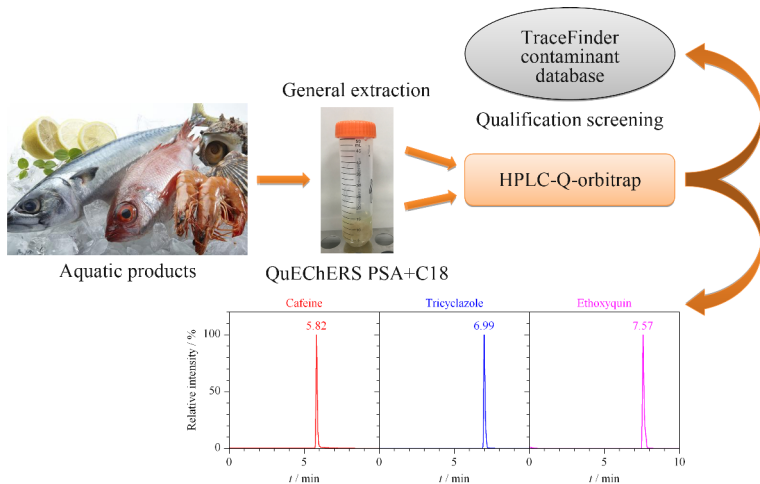 TraceFinder
contaminant
database
General extraction
Qualification screening
HPLC-Q-orbitrap
Aquatic products
QuEChERS PSA+C18
Cafeine
Tricyclazole
Ethoxyquin
5.82
6.99
7.57
Relative intensity / %
100
50
0
0
5
0
5
0
5
10
t / min
t / min
t / min